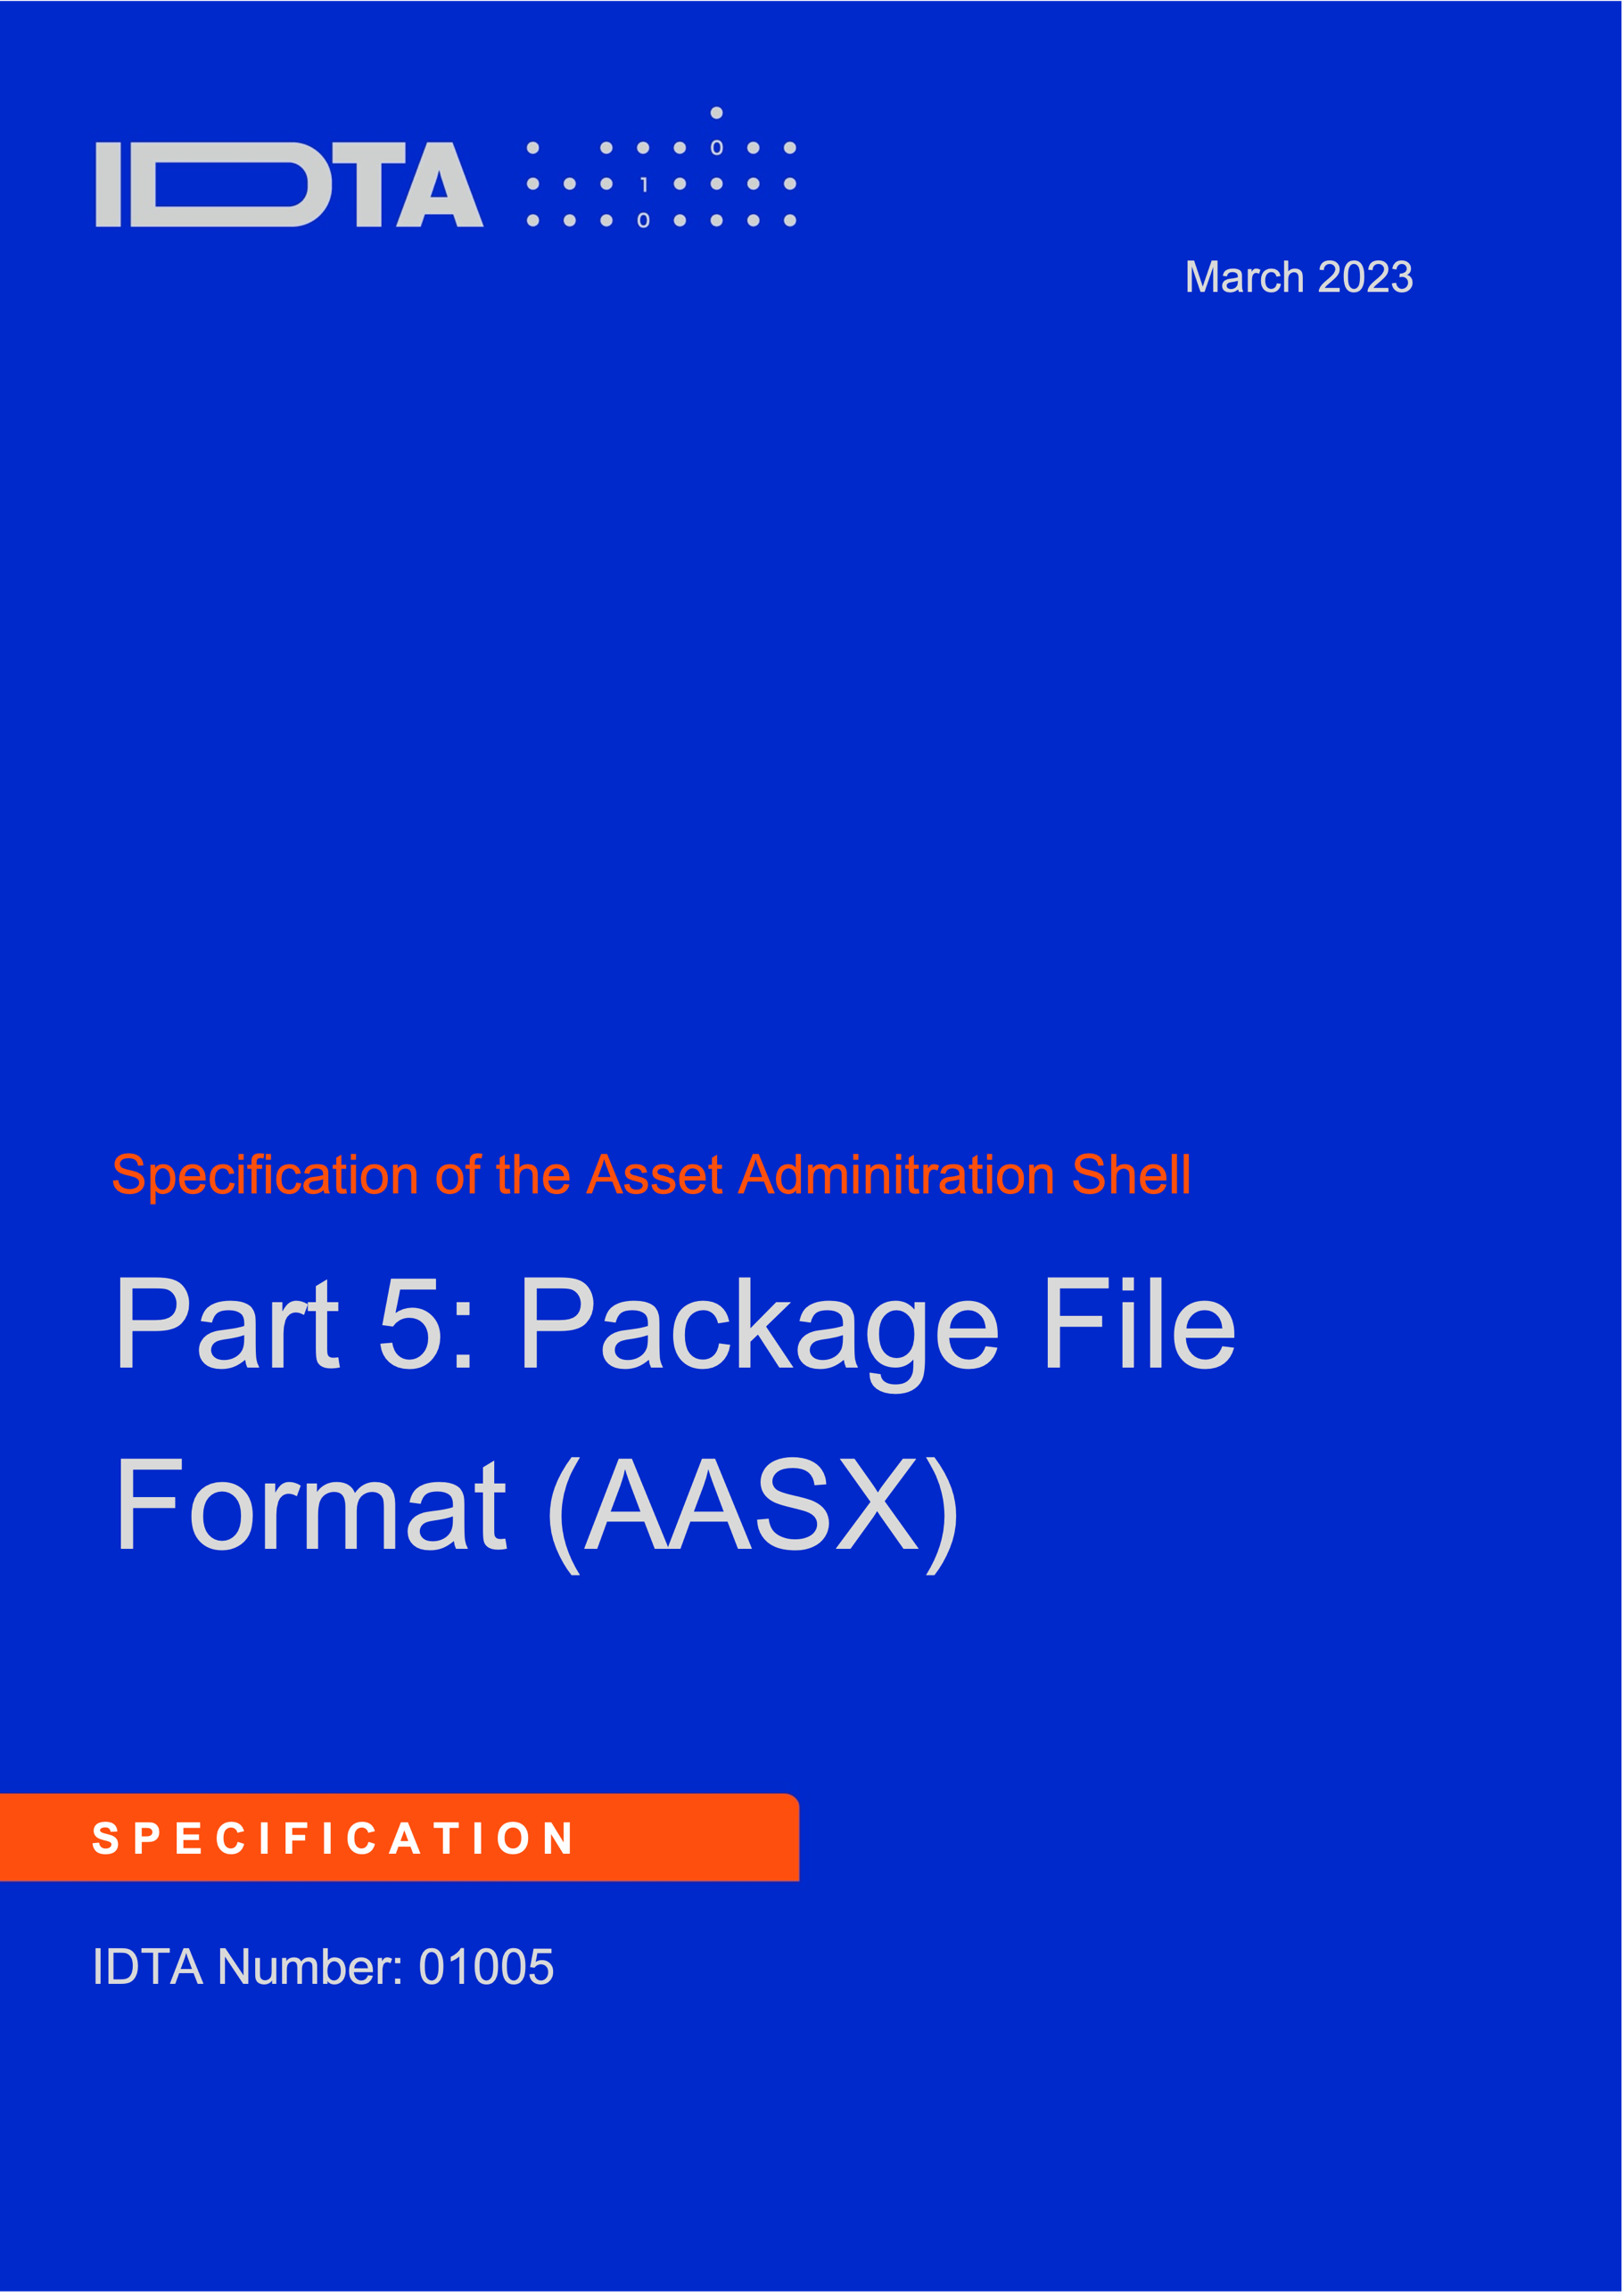 IDTA
0
1
0
March 2023
Specification of the Asset Adminitration Shell
Part 5: Package File
Format (AASX)
SPECIFICATION
IDTA Number: 01005